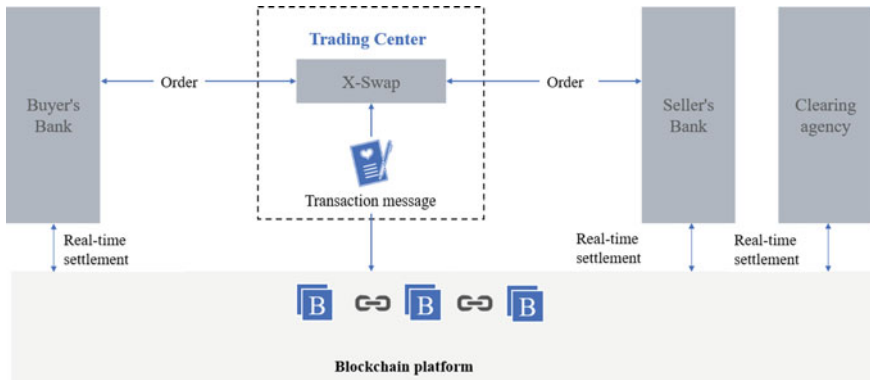 Trading Center
X-Swap
Order
Order
Buyer's
Bank
Seller's
Bank
Clearing
agency
Transaction message
Real-time
settlement
Real-time
settlement
Real-time
settlement
B
B
B
Blockchain platform